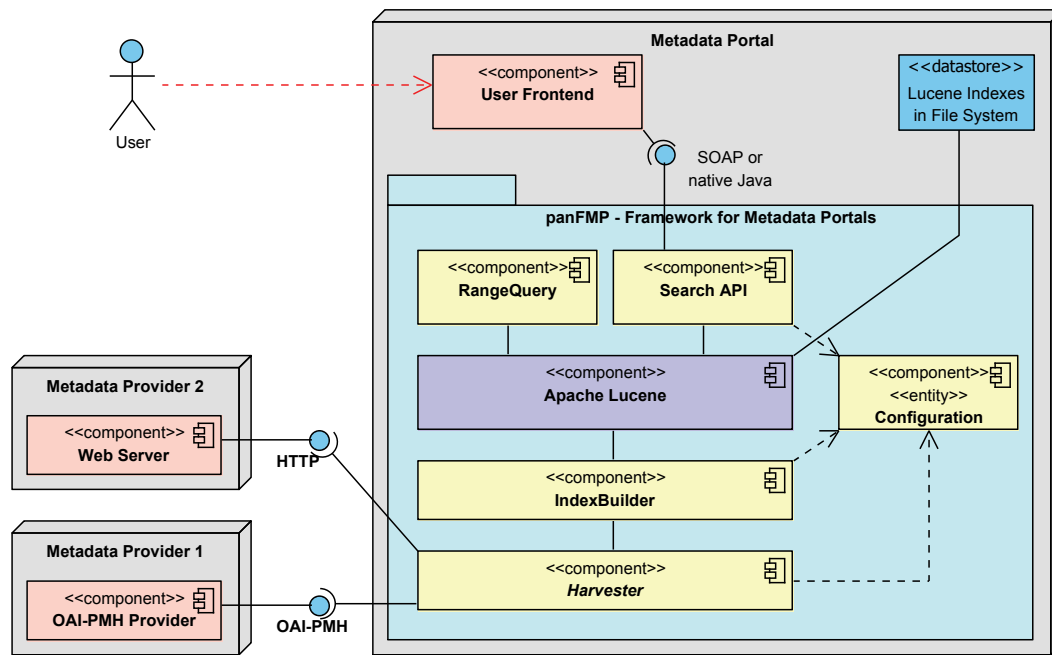 Metadata Portal
<<component>>
User Frontend
<<datastore>>
Lucene Indexes
in File System
User
SOAP or
native Java
panFMP - Framework for Metadata Portals
<<component>>
RangeQuery
<<component>>
Search API
<<component>>
Apache Lucene
<<component>>
<<entity>>
Configuration
Metadata Provider 2
<<component>>
Web Server
HTTP
<<component>>
IndexBuilder
Metadata Provider 1
<<component>>
OAI-PMH Provider
OAI-PMH
<<component>>
Harvester